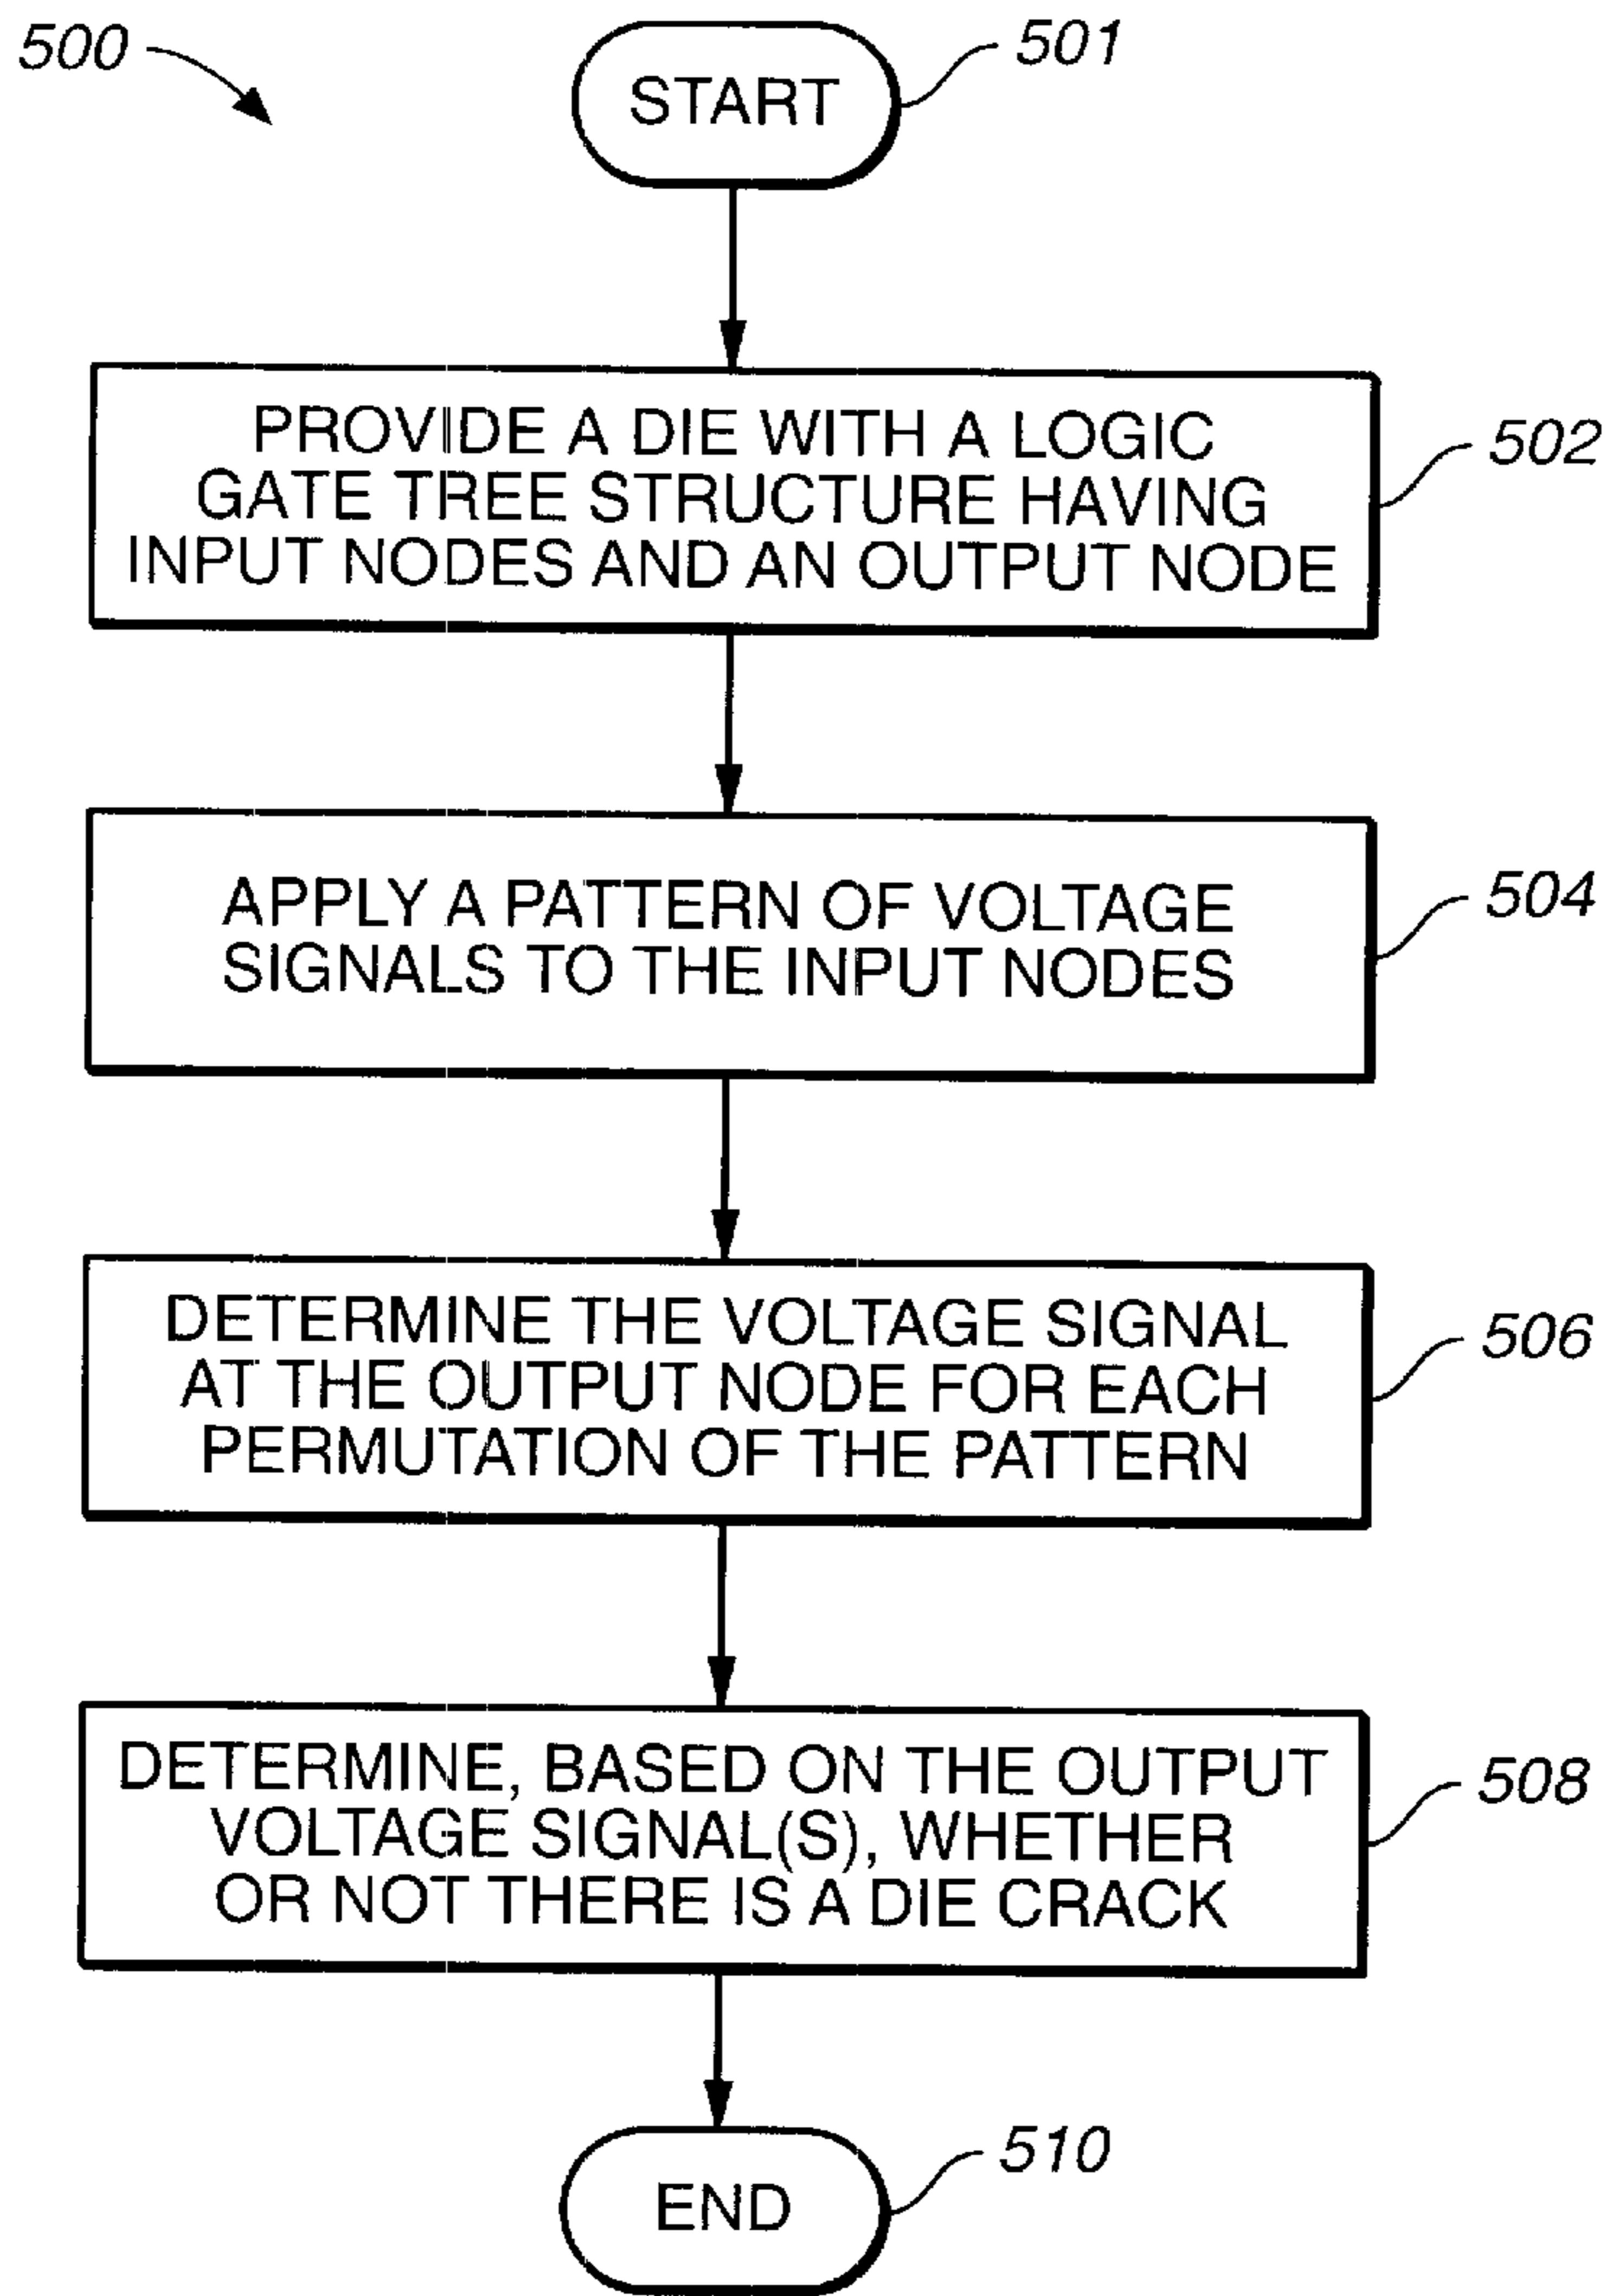 500
START
501
PROVIDE A DIE WITH A LOGIC
GATE TREE STRUCTURE HAVING
INPUT NODES AND AN OUTPUT NODE
502
APPLY A PATTERN OF VOLTAGE
SIGNALS TO THE INPUT NODES
504
DETERMINE THE VOLTAGE SIGNAL
AT THE OUTPUT NODE FOR EACH
PERMUTATION OF THE PATTERN
506
DETERMINE, BASED ON THE OUTPUT
VOLTAGE SIGNAL(S), WHETHER
OR NOT THERE IS A DIE CRACK
508
END
510